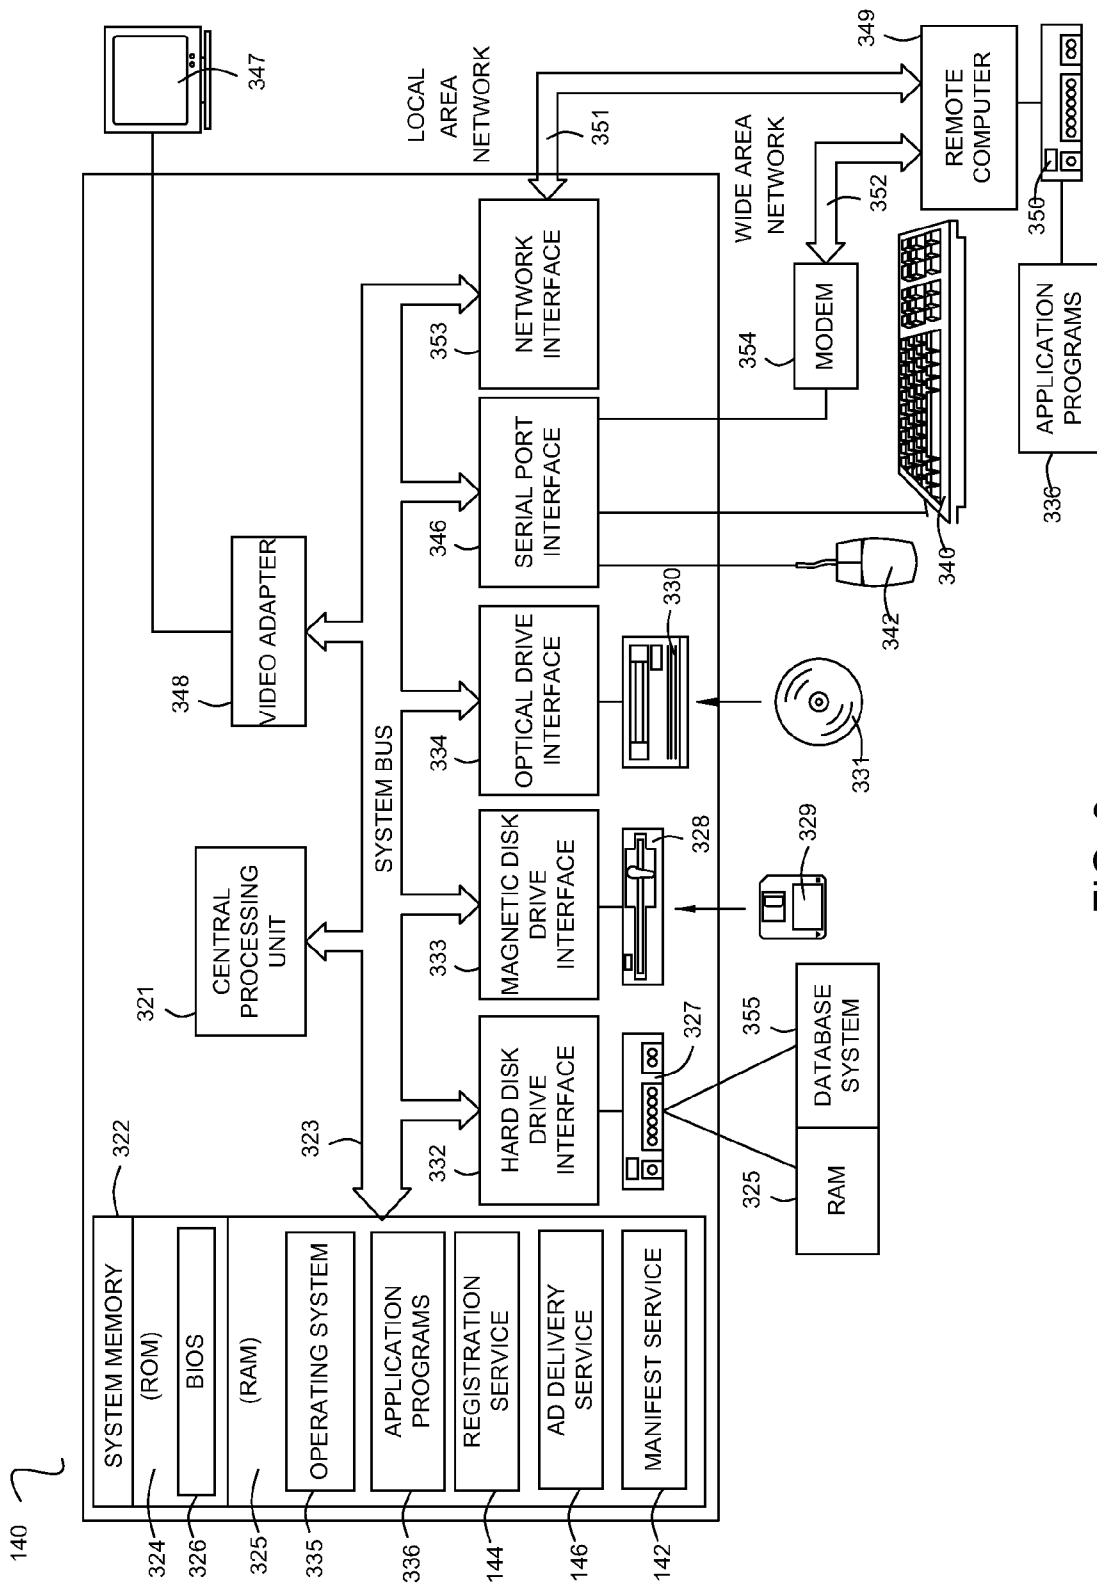 140
SYSTEM MEMORY
322
(ROM)
324
BIOS
326
(RAM)
325
OPERATING SYSTEM
335
APPLICATION
PROGRAMS
336
REGISTRATION
SERVICE
144
AD DELIVERY
SERVICE
146
MANIFEST SERVICE
142
CENTRAL
PROCESSING
UNIT
321
VIDEO ADAPTER
348
347
323
SYSTEM BUS
HARD DISK
DRIVE
INTERFACE
332
MAGNETIC DISK
DRIVE
INTERFACE
333
OPTICAL DRIVE
INTERFACE
334
SERIAL PORT
INTERFACE
346
NETWORK
INTERFACE
353
LOCAL
AREA
NETWORK
351
327
328
330
RAM
325
DATABASE
SYSTEM
355
329
331
342
340
MODEM
354
WIDE AREA
NETWORK
352
REMOTE
COMPUTER
349
350
APPLICATION
PROGRAMS
336